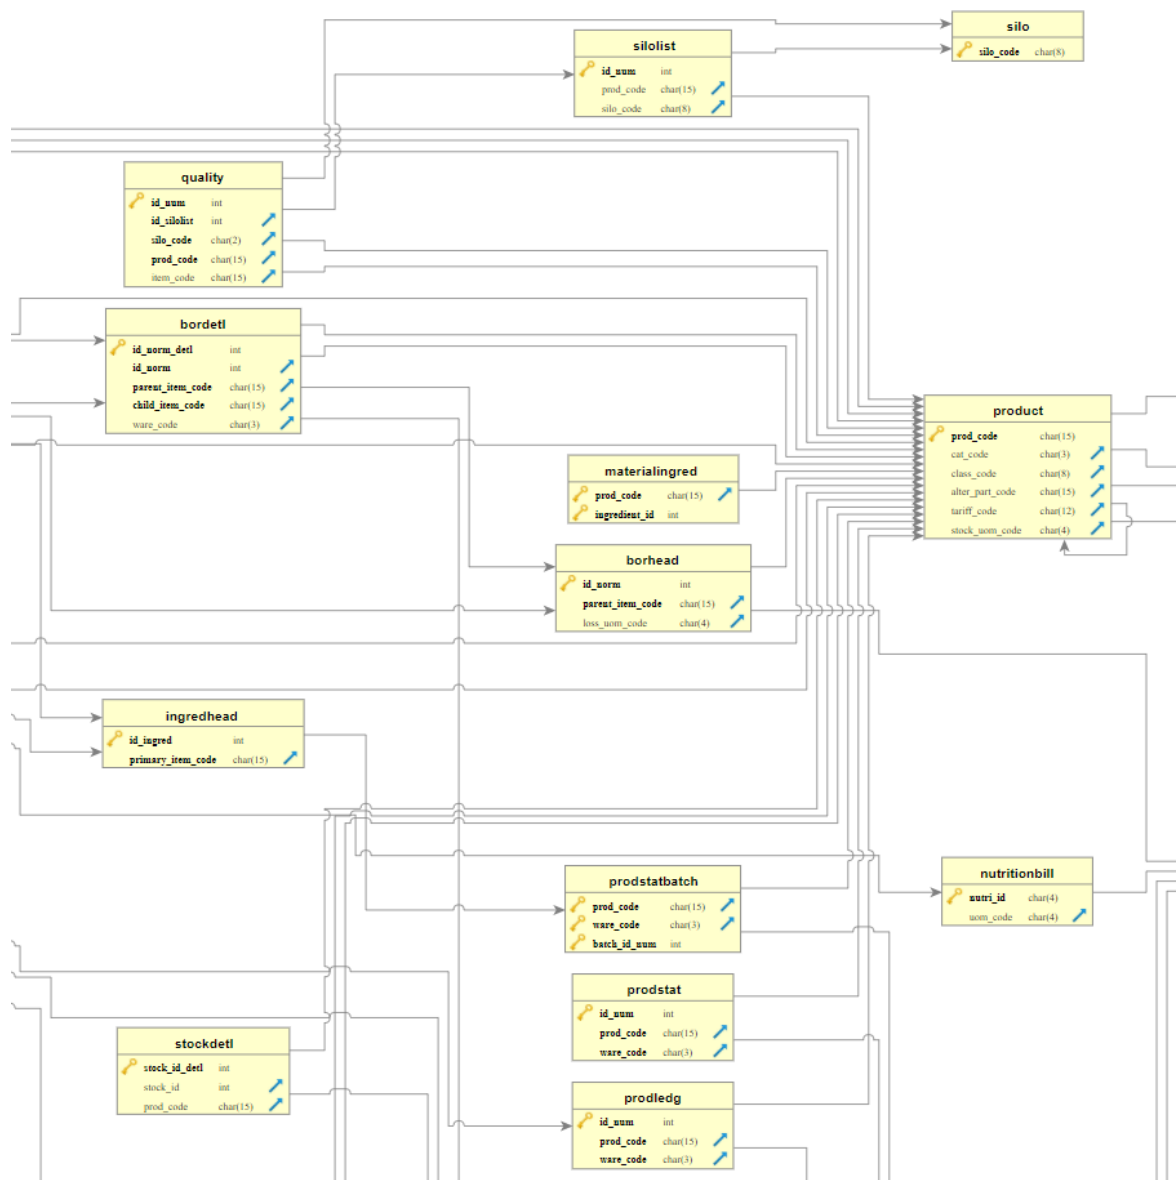 silo
silo_code char(8)
silolist
id_num int
prod_code char(15)
silo_code char(8)
quality
id_num int
id_silolist int
silo_code char(2)
prod_code char(15)
item_code char(15)
bordetl
id_norm_detl int
id_norm int
parent_item_code char(15)
child_item_code char(15)
ware_code char(3)
product
prod_code char(15)
cat_code char(3)
class_code char(8)
alter_part_code char(15)
tariff_code char(12)
stock_uom_code char(4)
materialingred
prod_code char(15)
ingredient_id int
borhead
id_norm int
parent_item_code char(15)
loss_uom_code char(4)
ingredhead
id_ingred int
primary_item_code char(15)
prodstatbatch
prod_code char(15)
ware_code char(3)
batch_id_num int
nutritionbill
nutri_id char(4)
uom_code char(4)
prodstat
id_num int
prod_code char(15)
ware_code char(3)
stockdetl
stock_id_detl int
stock_id int
prod_code char(15)
prodledg
id_num int
prod_code char(15)
ware_code char(3)